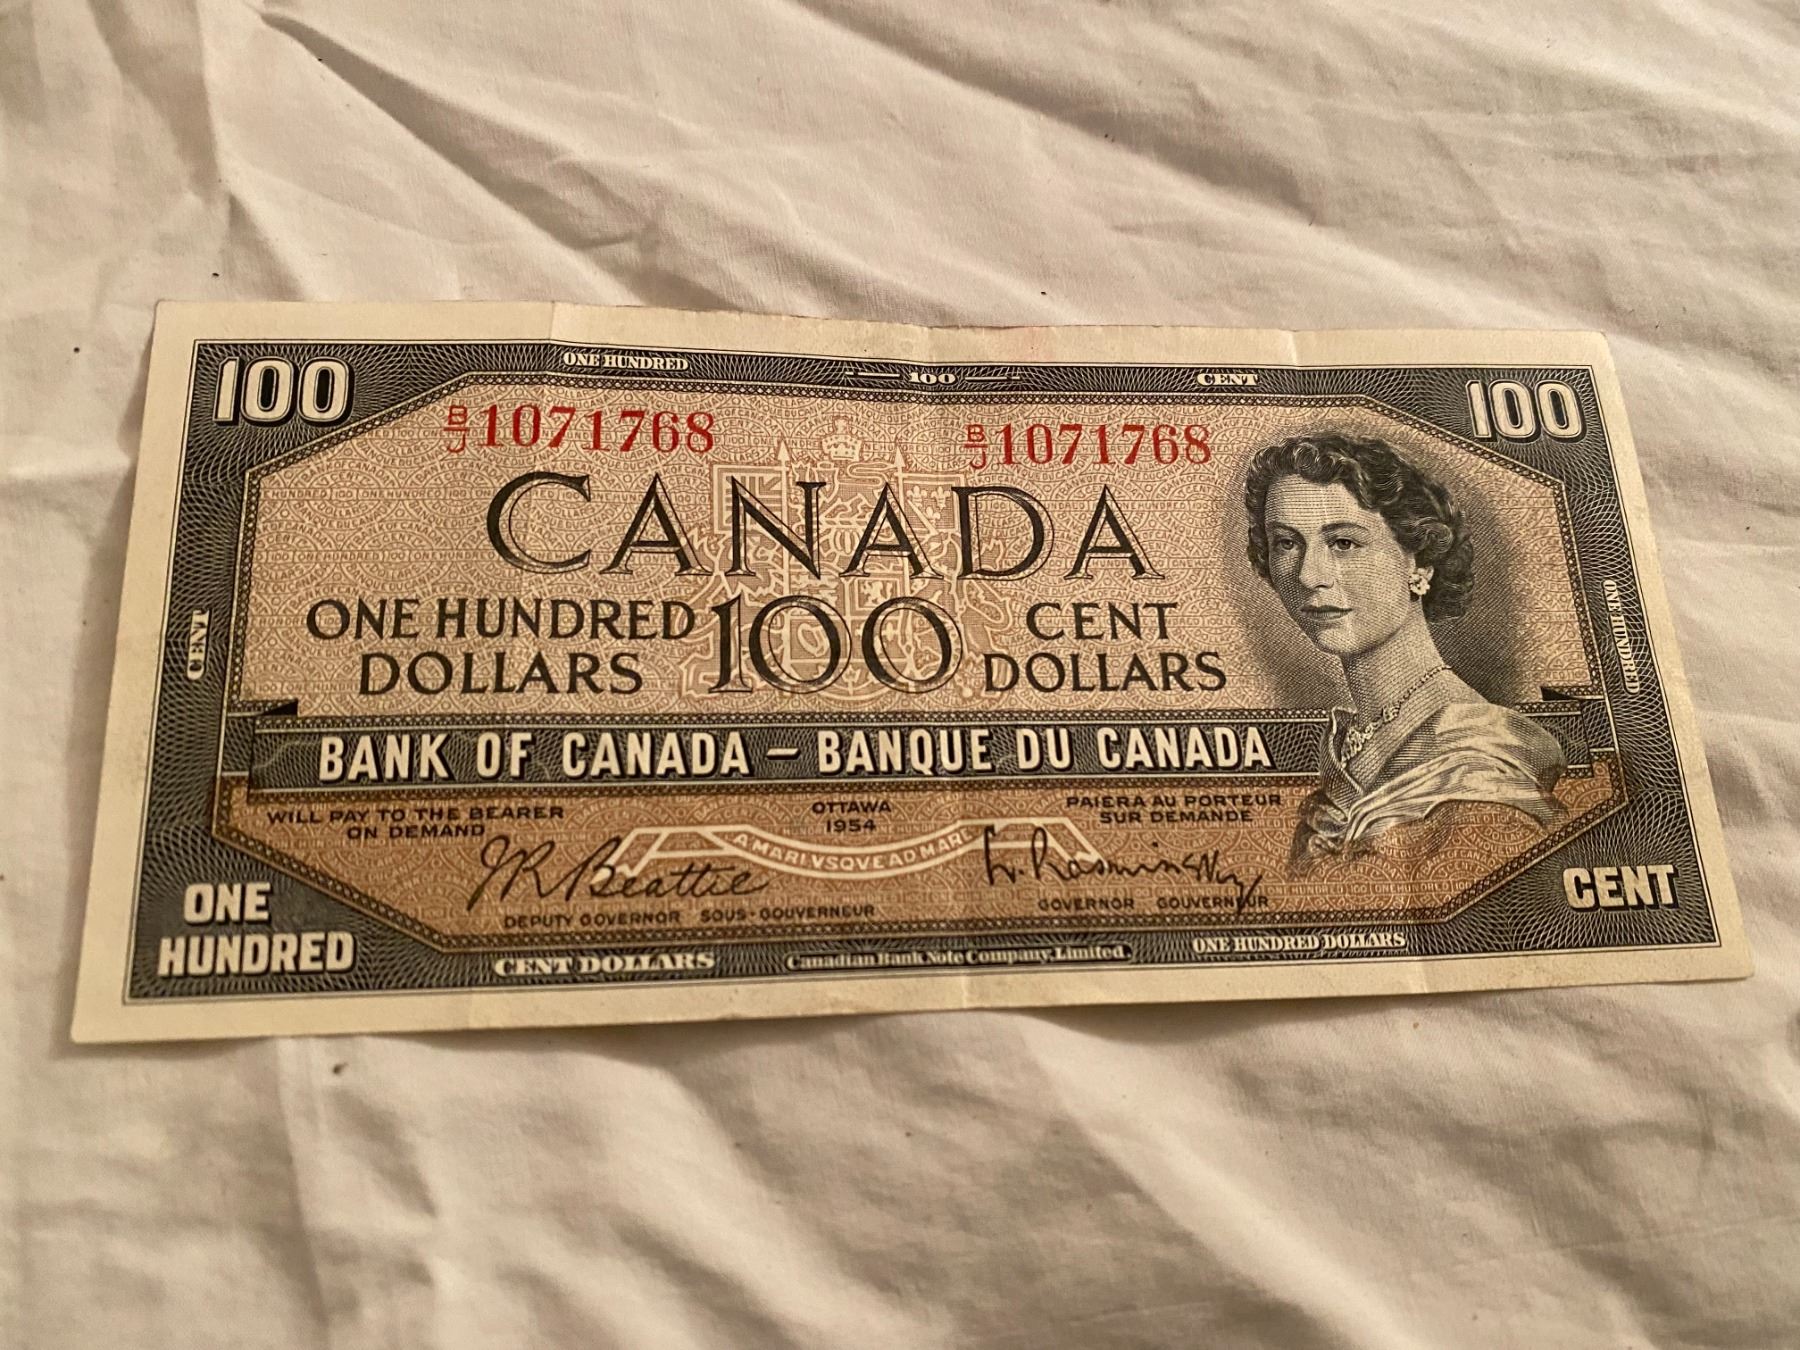 100 ONE HUNDRED 100 CENT 100
B/J 1071768 B/J 1071768
CANADA
ONE HUNDRED DOLLARS 100 CENT DOLLARS
CENT
ONE HUNDRED
BANK OF CANADA – BANQUE DU CANADA
WILL PAY TO THE BEARER
ON DEMAND
OTTAWA
1954
PAIERA AU PORTEUR
SUR DEMANDE
A MARI VSQVE AD MARE
J.R. Beattie
L. Rasminsky
DEPUTY GOVERNOR SOUS-GOUVERNEUR
GOVERNOR GOUVERNEUR
ONE
HUNDRED
CENT
CENT DOLLARS
Canadian Bank Note Company, Limited.
ONE HUNDRED DOLLARS